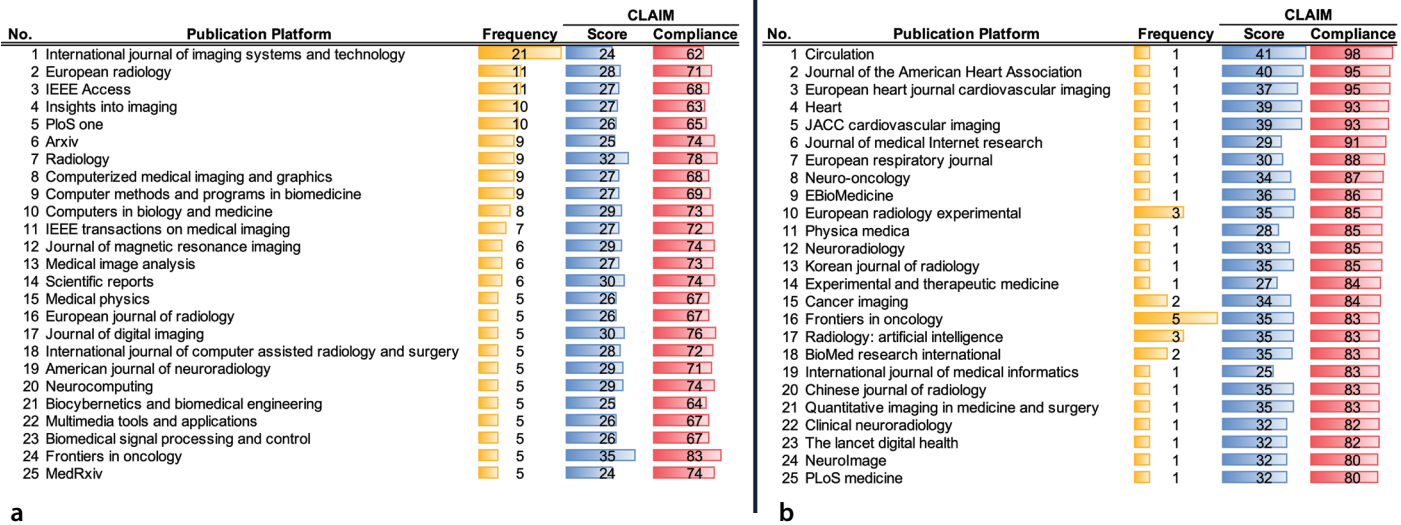 CLAIM
No. Publication Platform Frequency Score Compliance
1 International journal of imaging systems and technology 21 24 62
2 European radiology 11 28 71
3 IEEE Access 11 27 68
4 Insights into imaging 10 27 63
5 PloS one 10 26 65
6 Arxiv 9 25 74
7 Radiology 9 32 78
8 Computerized medical imaging and graphics 9 27 68
9 Computer methods and programs in biomedicine 9 27 69
10 Computers in biology and medicine 8 29 73
11 IEEE transactions on medical imaging 7 27 72
12 Journal of magnetic resonance imaging 6 29 74
13 Medical image analysis 6 27 73
14 Scientific reports 6 30 74
15 Medical physics 5 26 67
16 European journal of radiology 5 26 67
17 Journal of digital imaging 5 30 76
18 International journal of computer assisted radiology and surgery 5 28 72
19 American journal of neuroradiology 5 29 71
20 Neurocomputing 5 29 74
21 Biocybernetics and biomedical engineering 5 25 64
22 Multimedia tools and applications 5 26 67
23 Biomedical signal processing and control 5 26 67
24 Frontiers in oncology 5 35 83
25 MedRxiv 5 24 74
a
CLAIM
No. Publication Platform Frequency Score Compliance
1 Circulation 1 41 98
2 Journal of the American Heart Association 1 40 95
3 European heart journal cardiovascular imaging 1 37 95
4 Heart 1 39 93
5 JACC cardiovascular imaging 1 39 93
6 Journal of medical Internet research 1 29 91
7 European respiratory journal 1 30 88
8 Neuro-oncology 1 34 87
9 EBioMedicine 1 36 86
10 European radiology experimental 3 35 85
11 Physica medica 1 28 85
12 Neuroradiology 1 33 85
13 Korean journal of radiology 1 35 85
14 Experimental and therapeutic medicine 1 27 84
15 Cancer imaging 2 34 84
16 Frontiers in oncology 5 35 83
17 Radiology: artificial intelligence 3 35 83
18 BioMed research international 2 35 83
19 International journal of medical informatics 1 25 83
20 Chinese journal of radiology 1 35 83
21 Quantitative imaging in medicine and surgery 1 35 83
22 Clinical neuroradiology 1 32 82
23 The lancet digital health 1 32 82
24 NeuroImage 1 32 80
25 PLoS medicine 1 32 80
b